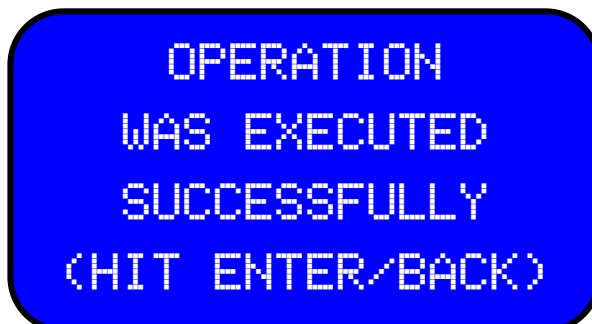 OPERATION
WAS EXECUTED
SUCCESSFULLY
(HIT ENTER/BACK)